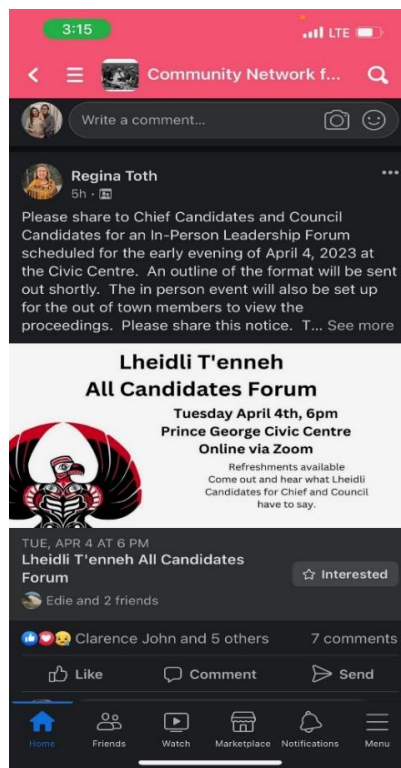 3:15
LTE
Community Network f...
Write a comment...
Regina Toth
5h ·
Please share to Chief Candidates and Council
Candidates for an In-Person Leadership Forum
scheduled for the early evening of April 4, 2023 at
the Civic Centre. An outline of the format will be sent
out shortly. The in person event will also be set up
for the out of town members to view the
proceedings. Please share this notice. T... See more
Lheidli T'enneh
All Candidates Forum
Tuesday April 4th, 6pm
Prince George Civic Centre
Online via Zoom
Refreshments available
Come out and hear what Lheidli
Candidates for Chief and Council
have to say.
TUE, APR 4 AT 6 PM
Lheidli T'enneh All Candidates
Forum
Interested
Edie and 2 friends
Clarence John and 5 others 7 comments
Like Comment Send
Home Friends Watch Marketplace Notifications Menu